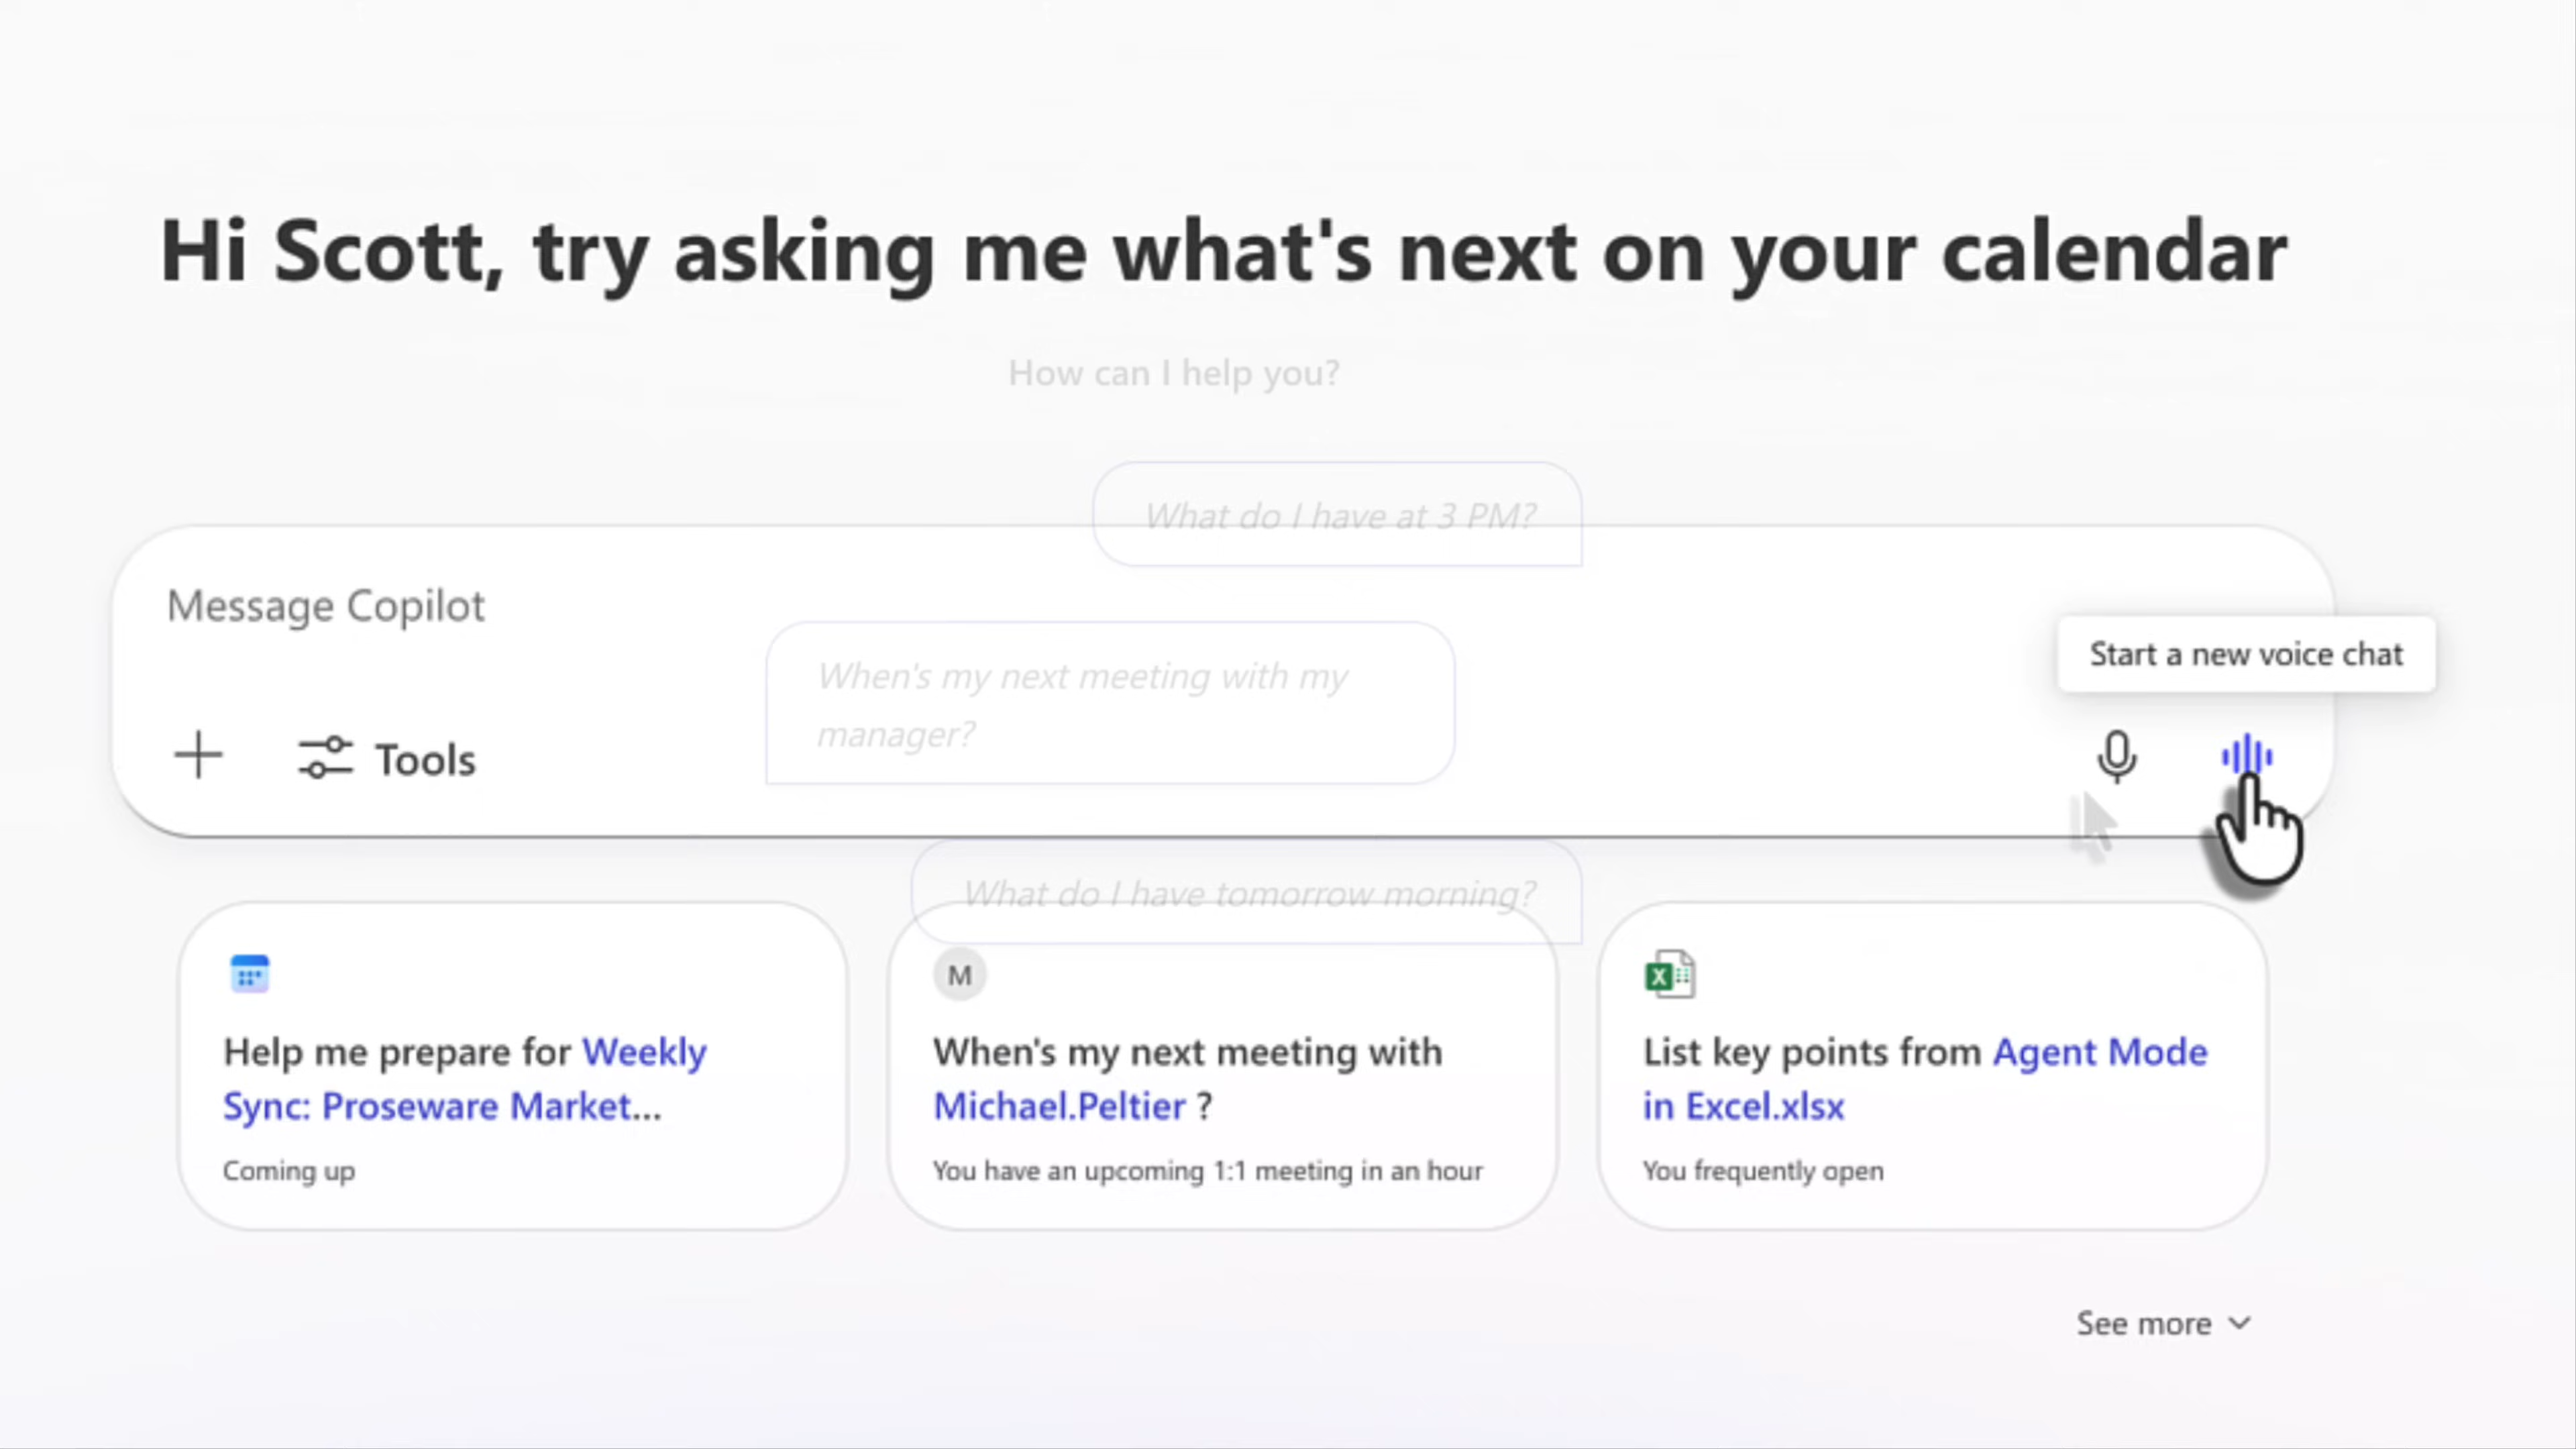 Hi Scott, try asking me what's next on your calendar
How can I help you?
What do I have at 3 PM?
Message Copilot
Start a new voice chat
When's my next meeting with my
manager?
Tools
What do I have tomorrow morning?
M
X
Help me prepare for Weekly
Sync: Proseware Market...
Coming up
When's my next meeting with
Michael.Peltier ?
You have an upcoming 1:1 meeting in an hour
List key points from Agent Mode
in Excel.xlsx
You frequently open
See more